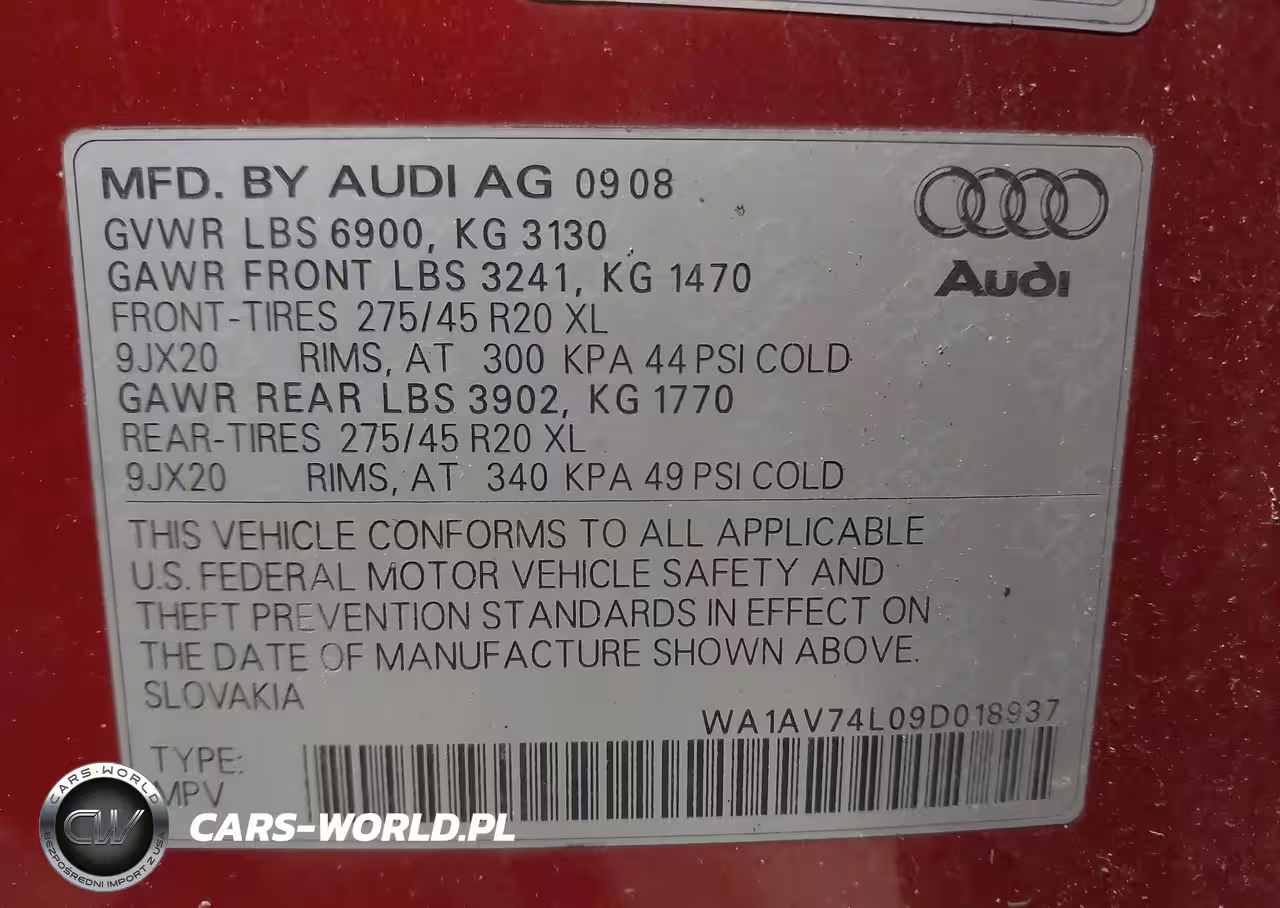 MFD. BY AUDI AG 09 08
GVWR LBS 6900, KG 3130
GAWR FRONT LBS 3241, KG 1470
FRONT-TIRES 275/45 R20 XL
9JX20 RIMS, AT 300 KPA 44 PSI COLD
GAWR REAR LBS 3902, KG 1770
REAR-TIRES 275/45 R20 XL
9JX20 RIMS, AT 340 KPA 49 PSI COLD
Audi
THIS VEHICLE CONFORMS TO ALL APPLICABLE
U.S. FEDERAL MOTOR VEHICLE SAFETY AND
THEFT PREVENTION STANDARDS IN EFFECT ON
THE DATE OF MANUFACTURE SHOWN ABOVE.
SLOVAKIA
WA1AV74L09D018937
TYPE:
MPV
CARS-WORLD
CW
BEZPOŚREDNI IMPORT Z USA
CARS-WORLD.PL